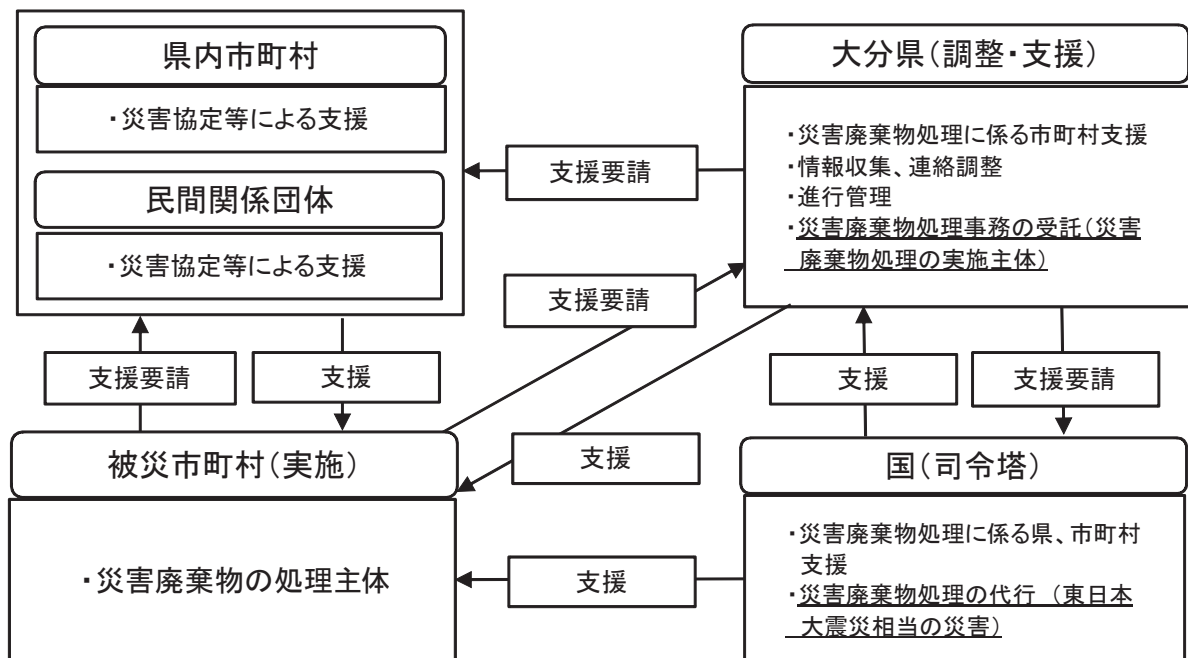 県内市町村
・災害協定等による支援
民間関係団体
・災害協定等による支援
大分県(調整・支援)
・災害廃棄物処理に係る市町村支援
・情報収集、連絡調整
・進行管理
・災害廃棄物処理事務の受託(災害
廃棄物処理の実施主体)
支援要請
支援要請
支援要請
支援
支援
支援
支援要請
被災市町村(実施)
・災害廃棄物の処理主体
支援
国(司令塔)
・災害廃棄物処理に係る県、市町村
支援
・災害廃棄物処理の代行 (東日本
大震災相当の災害)